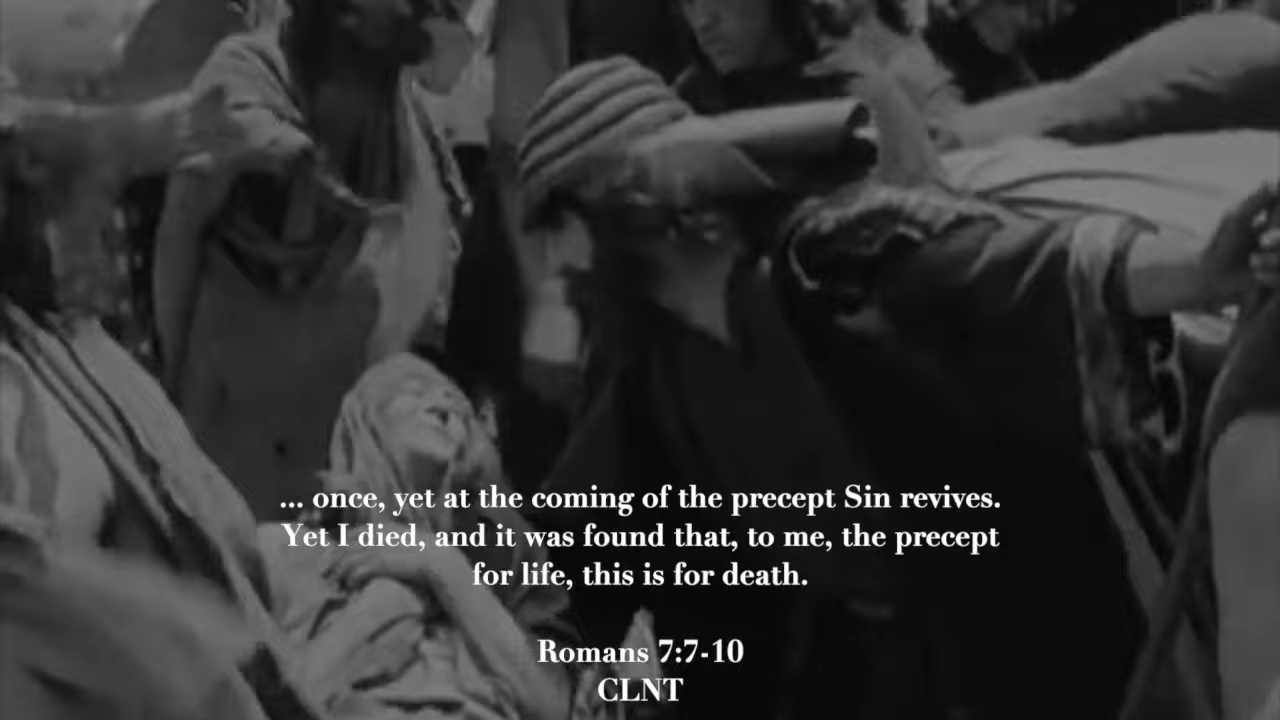 ... once, yet at the coming of the precept Sin revives.
Yet I died, and it was found that, to me, the precept
for life, this is for death.
Romans 7:7-10
CLNT